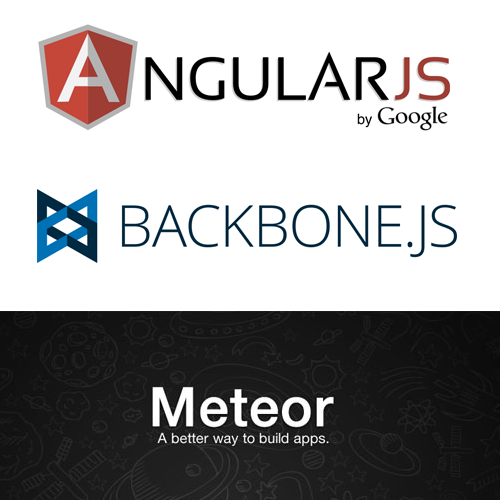 ANGULARJS
by Google
BACKBONE.JS
Meteor
A better way to build apps.